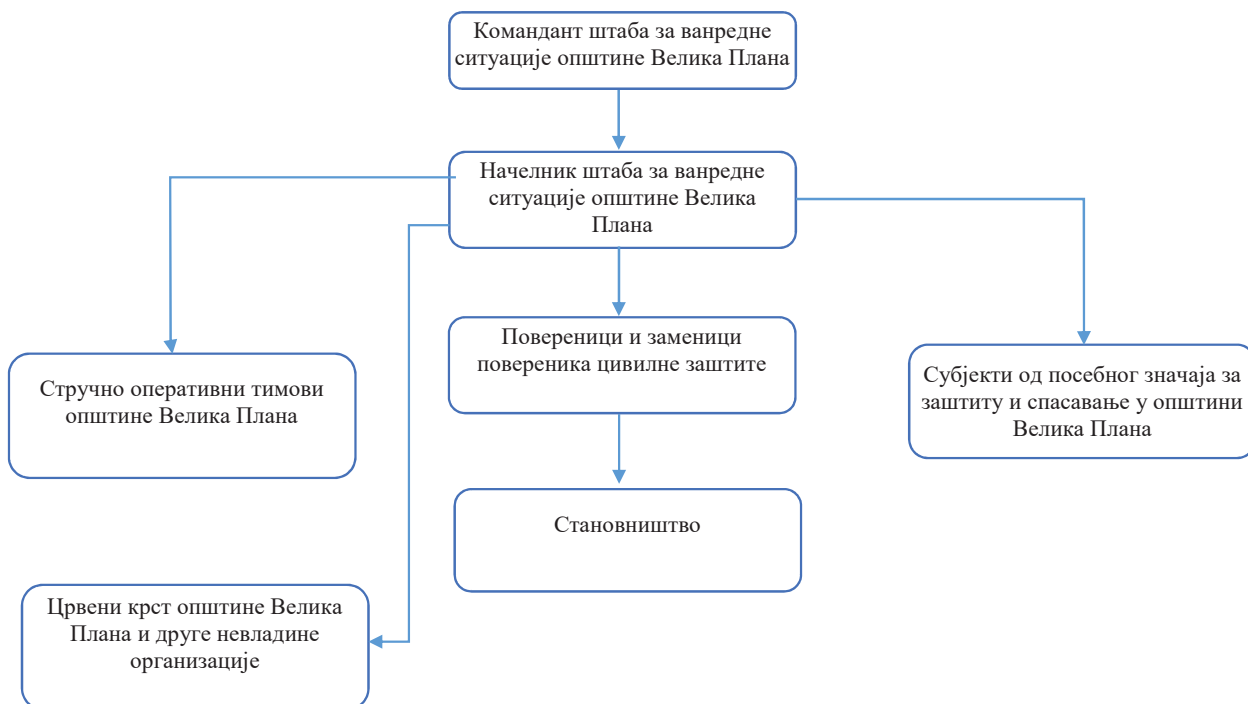 Командант штаба за ванредне
ситуације општине Велика Плана
Начелник штаба за ванредне
ситуације општине Велика
Плана
Повереници и заменици
повереника цивилне заштите
Стручно оперативни тимови
општине Велика Плана
Субјекти од посебног значаја за
заштиту и спасавање у општини
Велика Плана
Становништво
Црвени крст општине Велика
Плана и друге невладине
организације